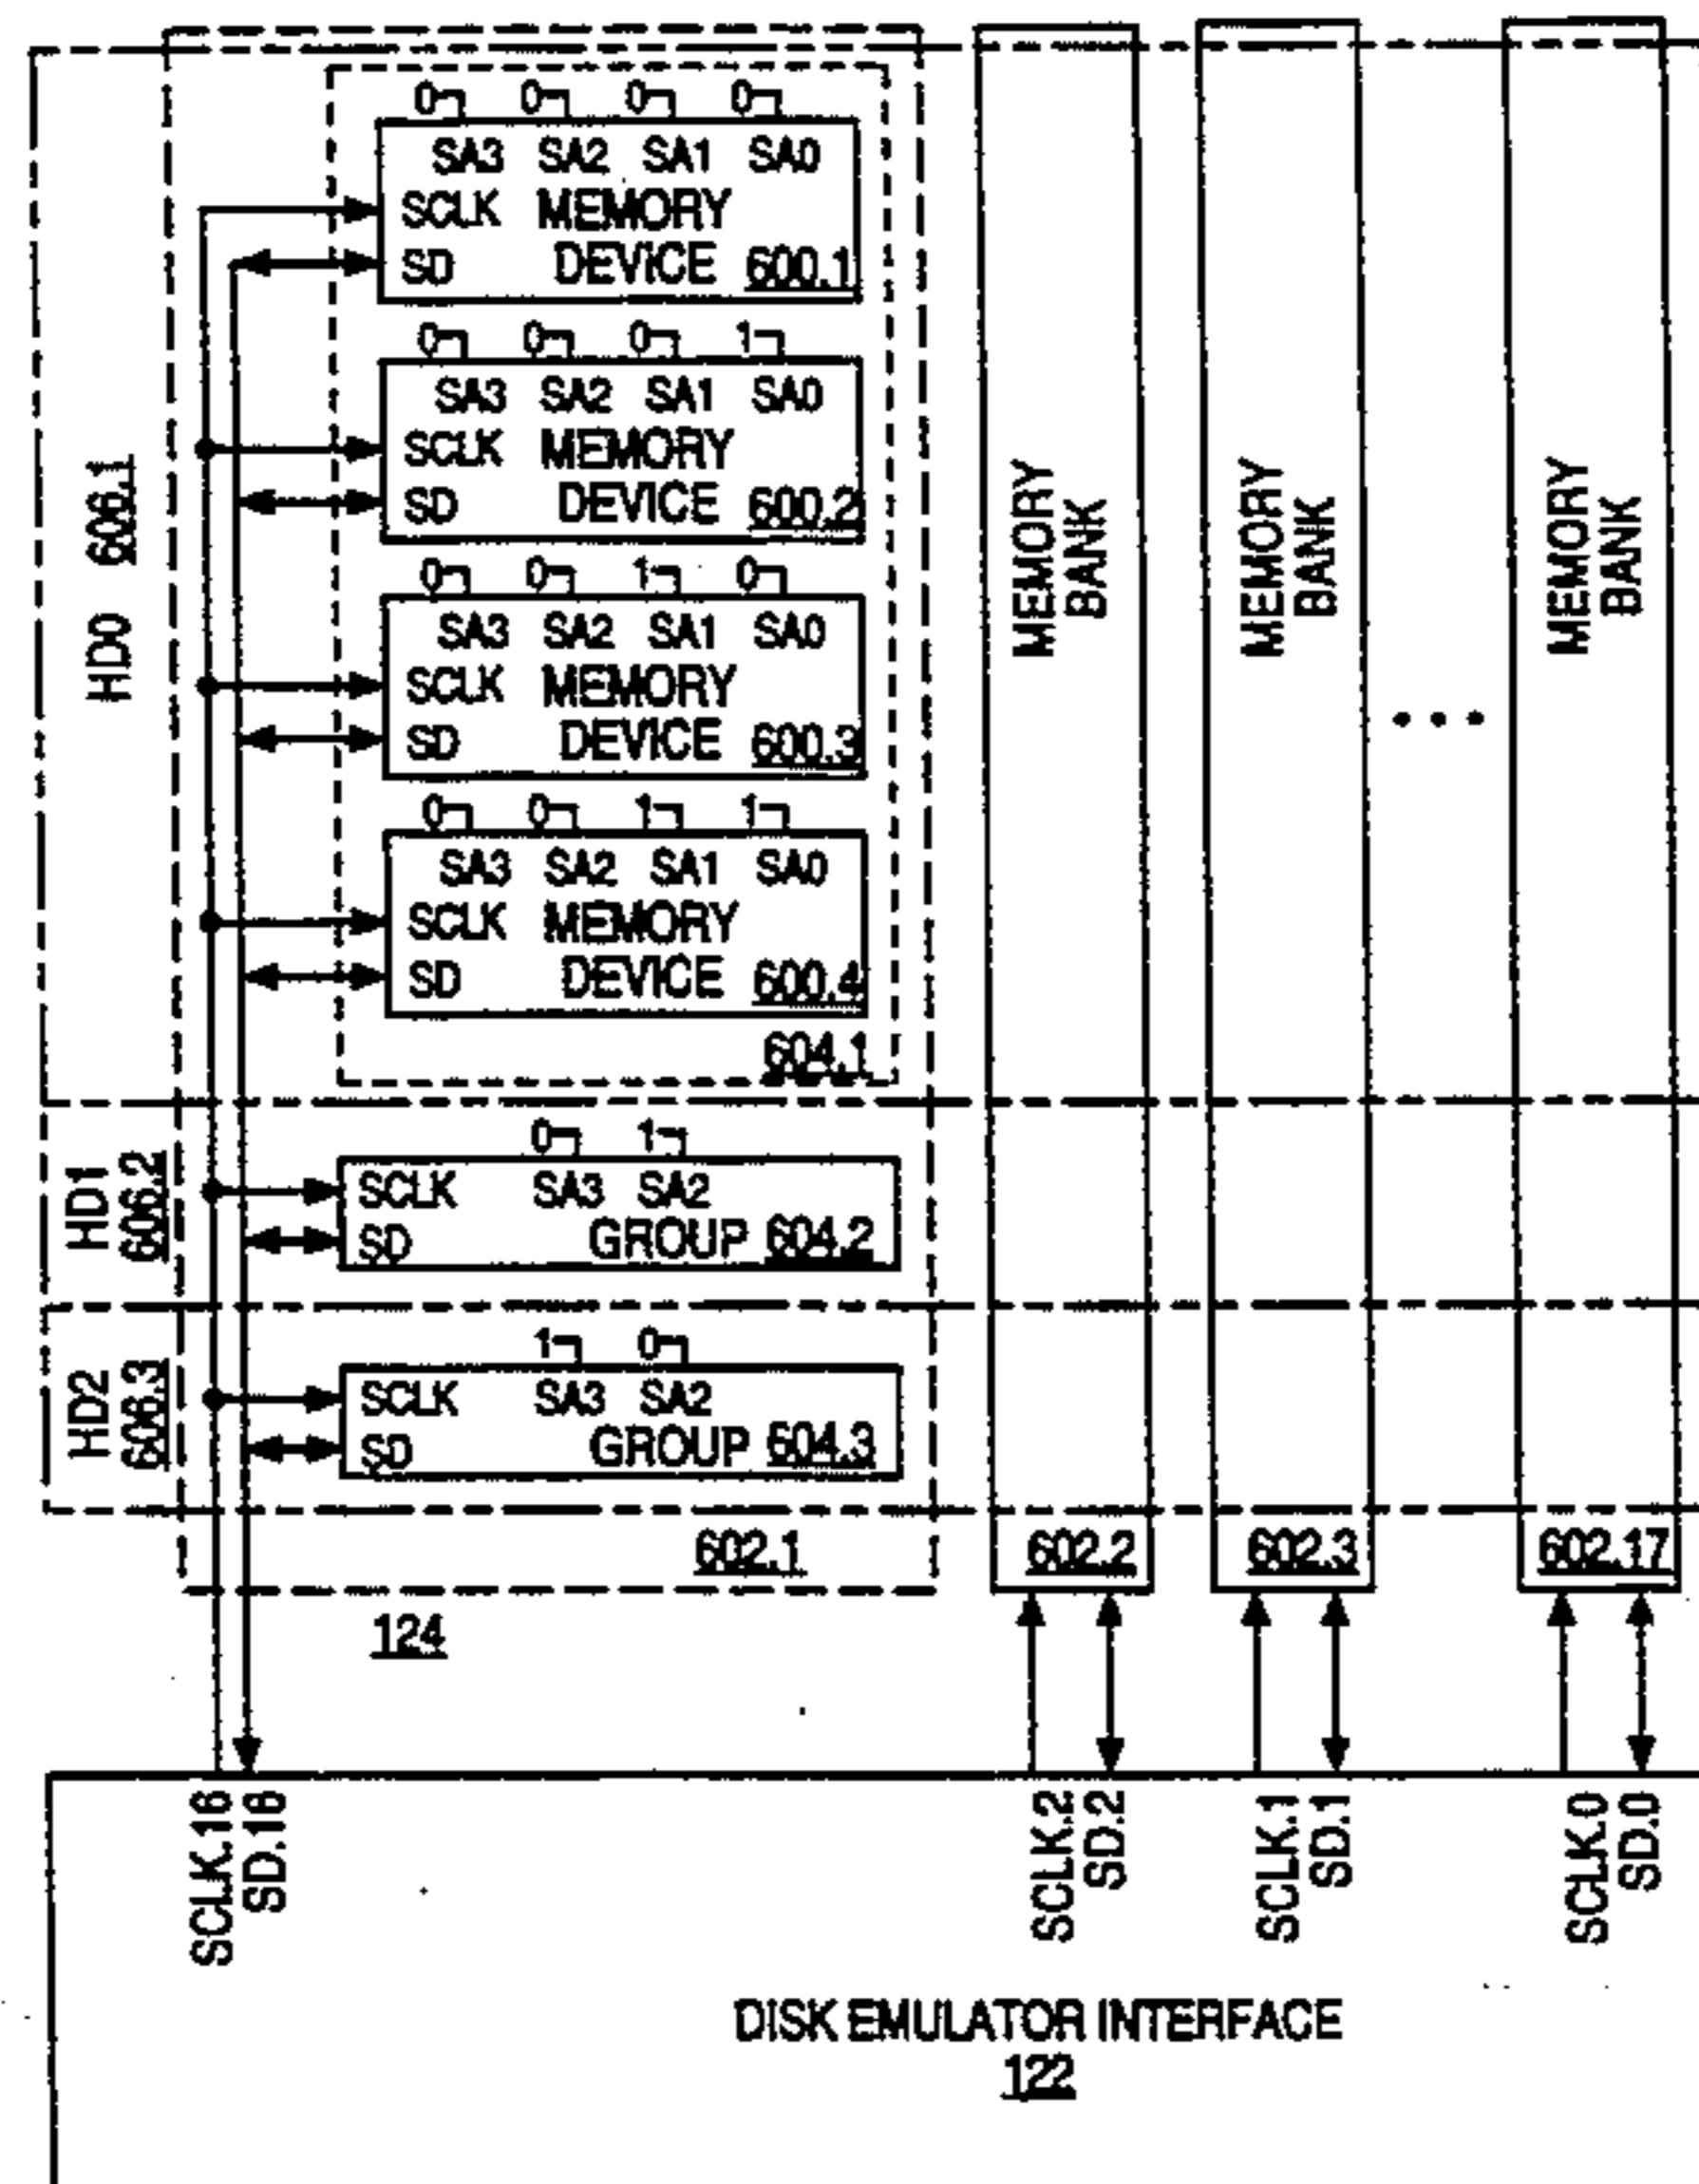 0 0 0 0
SA3 SA2 SA1 SA0
SCLK MEMORY
SD DEVICE 600.1
0 0 0 1
SA3 SA2 SA1 SA0
SCLK MEMORY
SD DEVICE 600.2
0 0 1 0
SA3 SA2 SA1 SA0
SCLK MEMORY
SD DEVICE 600.3
0 0 1 1
SA3 SA2 SA1 SA0
SCLK MEMORY
SD DEVICE 600.4
604.1
HD0 606.1
MEMORY
BANK
MEMORY
BANK
• • •
MEMORY
BANK
HD1
606.2
0 1
SCLK SA3 SA2
SD GROUP 604.2
HD2
606.3
1 0
SCLK SA3 SA2
SD GROUP 604.3
602.1
602.2
602.3
602.17
124
SCLK.16
SD.16
SCLK.2
SD.2
SCLK.1
SD.1
SCLK.0
SD.0
DISK EMULATOR INTERFACE
122